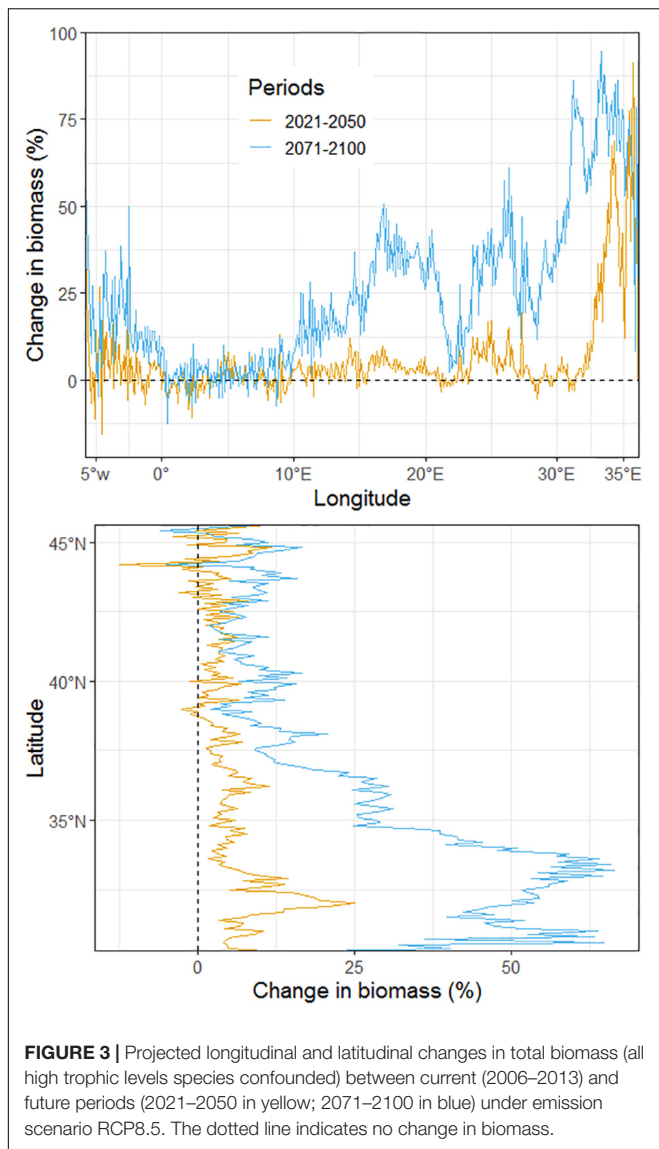 100
75
50
25
0
Change in biomass (%)
Periods
2021-2050
2071-2100
5°W 0° 10°E 20°E 30°E 35°E
Longitude
45°N
40°N
35°N
Latitude
0 25 50
Change in biomass (%)
FIGURE 3 | Projected longitudinal and latitudinal changes in total biomass (all
high trophic levels species confounded) between current (2006–2013) and
future periods (2021–2050 in yellow; 2071–2100 in blue) under emission
scenario RCP8.5. The dotted line indicates no change in biomass.